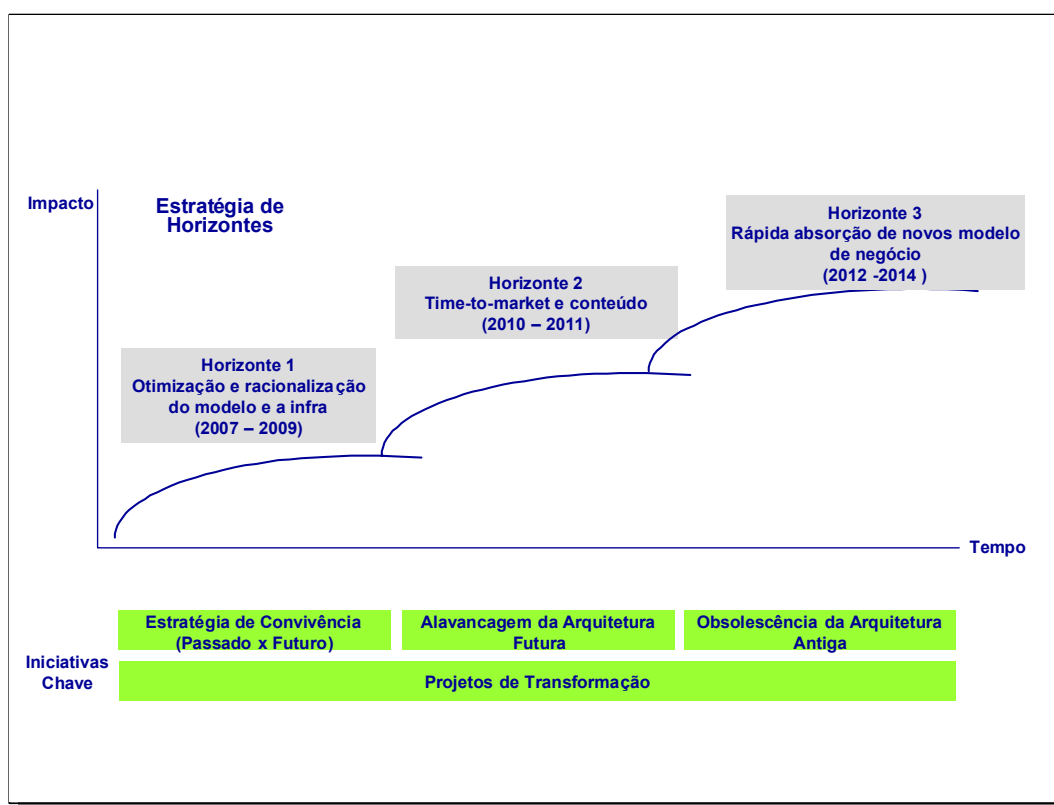 Impacto
Estratégia de
Horizontes
Horizonte 3
Rápida absorção de novos modelo
de negócio
(2012 -2014 )
Horizonte 2
Time-to-market e conteúdo
(2010 – 2011)
Horizonte 1
Otimização e racionalização
do modelo e a infra
(2007 – 2009)
Tempo
Estratégia de Convivência
(Passado x Futuro)
Alavancagem da Arquitetura
Futura
Obsolescência da Arquitetura
Antiga
Iniciativas
Chave
Projetos de Transformação